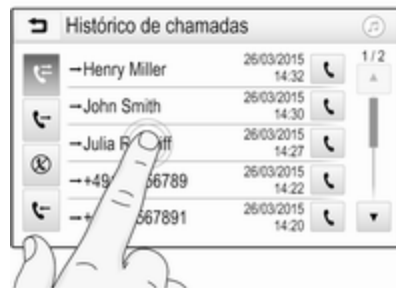 Histórico de chamadas
1/2
Henry Miller 26/03/2015 14:32
John Smith 26/03/2015 14:30
Julia 26/03/2015 14:27
26/03/2015 14:22
26/03/2015 14:20